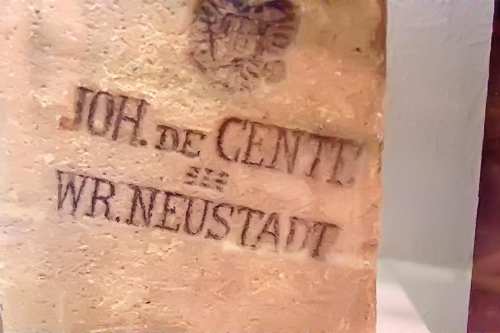 JOH. DE CENTE
WR. NEUSTADT